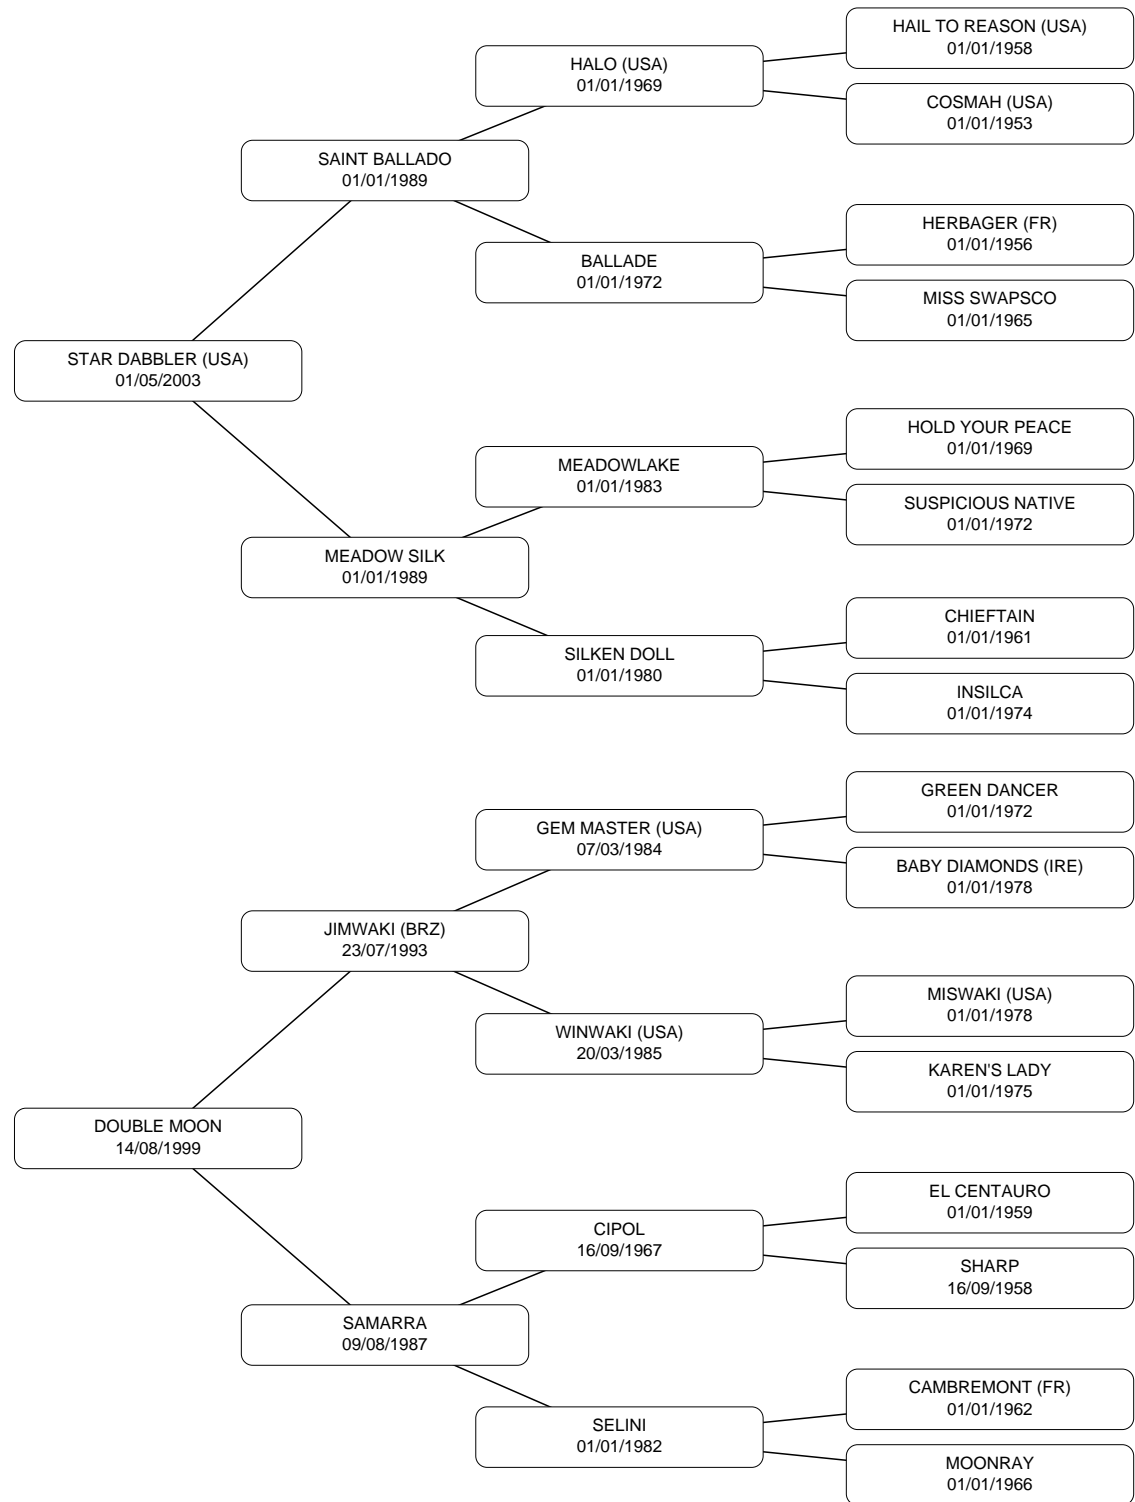 HAIL TO REASON (USA)
01/01/1958
HALO (USA)
01/01/1969
COSMAH (USA)
01/01/1953
SAINT BALLADO
01/01/1989
HERBAGER (FR)
01/01/1956
BALLADE
01/01/1972
MISS SWAPSCO
01/01/1965
STAR DABBLER (USA)
01/05/2003
HOLD YOUR PEACE
01/01/1969
MEADOWLAKE
01/01/1983
SUSPICIOUS NATIVE
01/01/1972
MEADOW SILK
01/01/1989
CHIEFTAIN
01/01/1961
SILKEN DOLL
01/01/1980
INSILCA
01/01/1974
GREEN DANCER
01/01/1972
GEM MASTER (USA)
07/03/1984
BABY DIAMONDS (IRE)
01/01/1978
JIMWAKI (BRZ)
23/07/1993
MISWAKI (USA)
01/01/1978
WINWAKI (USA)
20/03/1985
KAREN'S LADY
01/01/1975
DOUBLE MOON
14/08/1999
EL CENTAURO
01/01/1959
CIPOL
16/09/1967
SHARP
16/09/1958
SAMARRA
09/08/1987
CAMBREMONT (FR)
01/01/1962
SELINI
01/01/1982
MOONRAY
01/01/1966